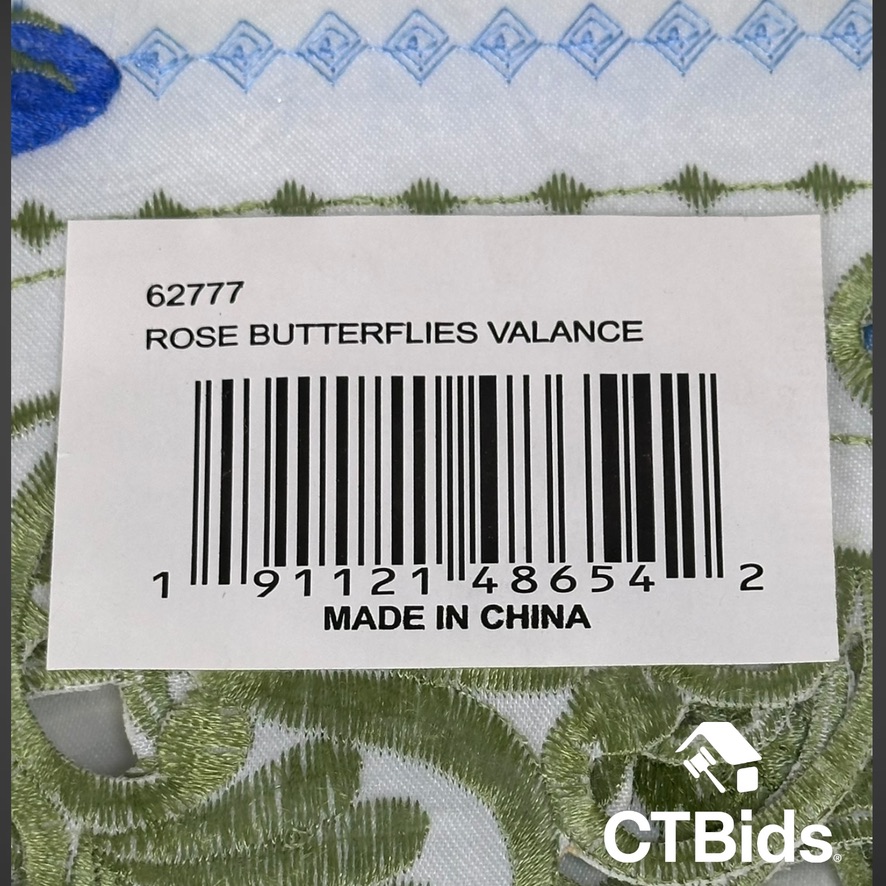 62777
ROSE BUTTERFLIES VALANCE
1 91121 48654 2
MADE IN CHINA
CTBids®